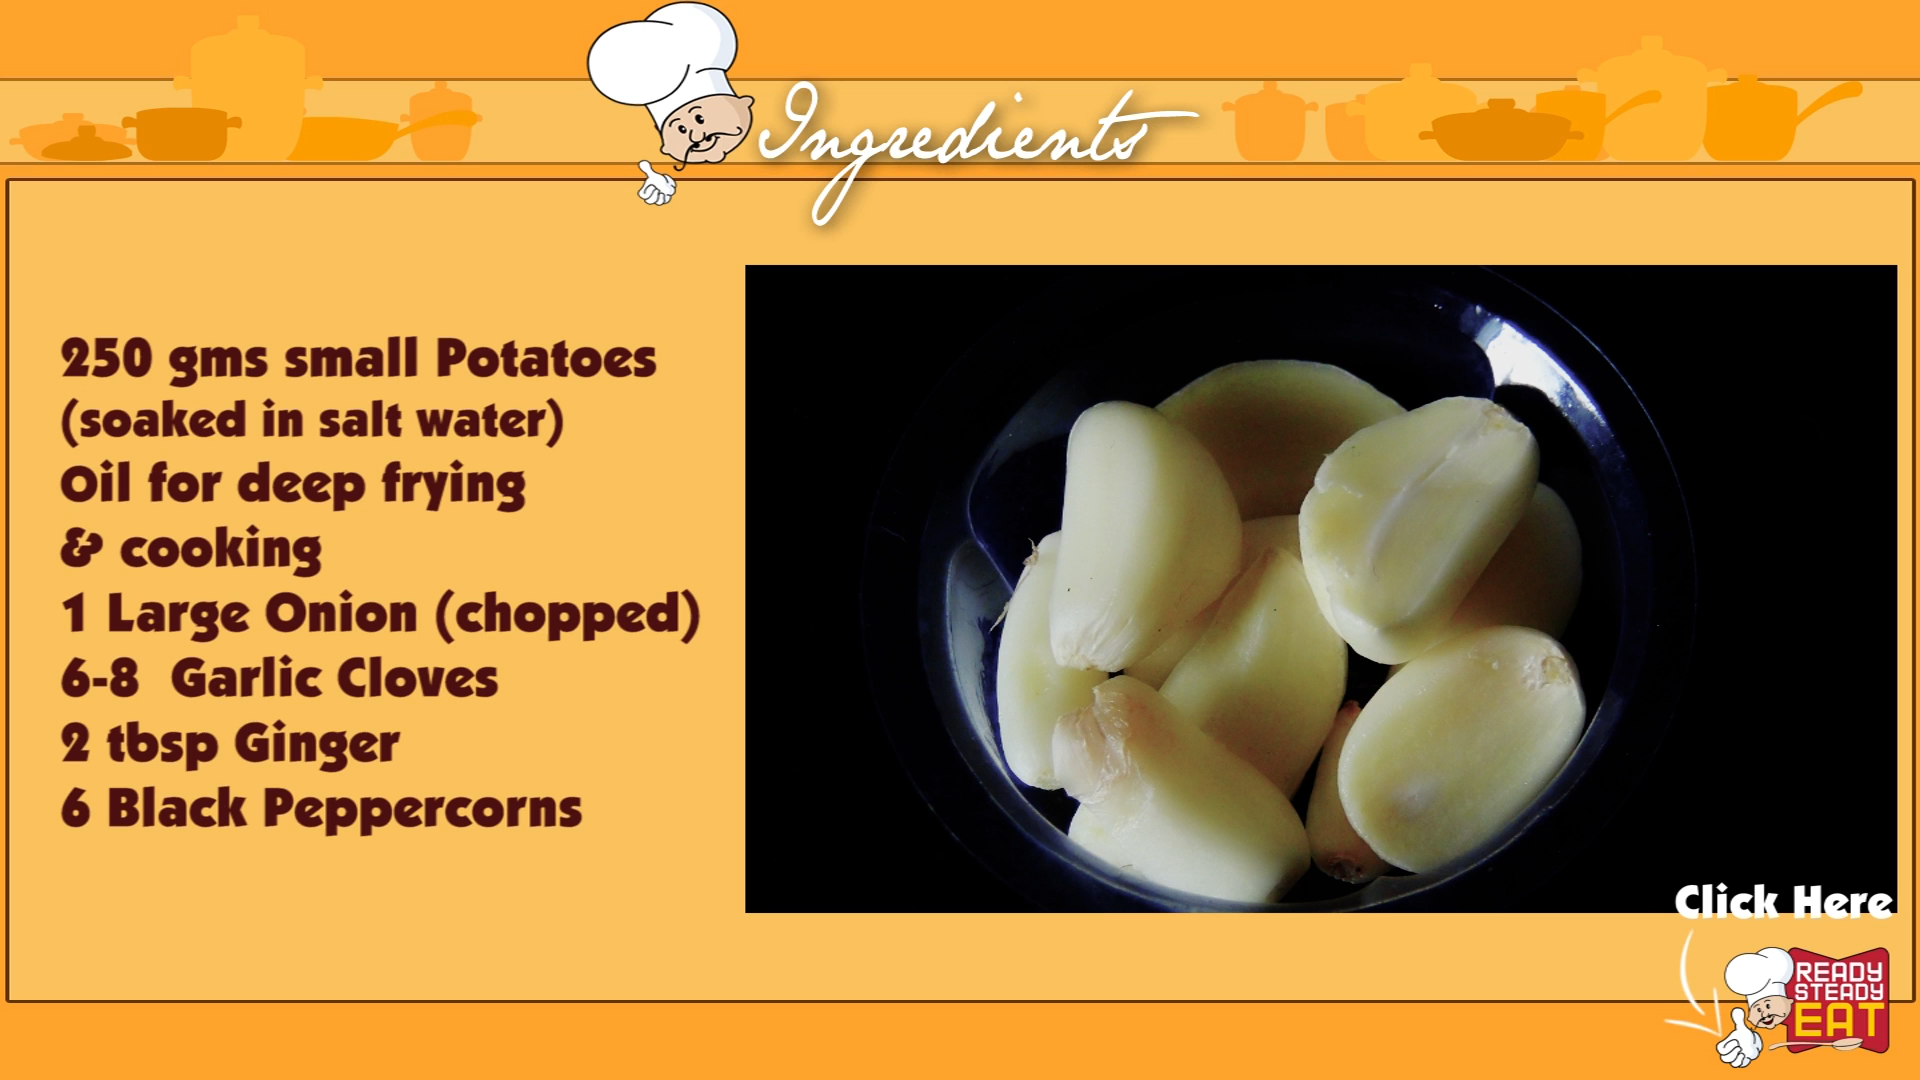 Ingredients
250 gms small Potatoes
(soaked in salt water)
Oil for deep frying
& cooking
1 Large Onion (chopped)
6-8 Garlic Cloves
2 tbsp Ginger
6 Black Peppercorns
Click Here
READY
STEADY
EAT